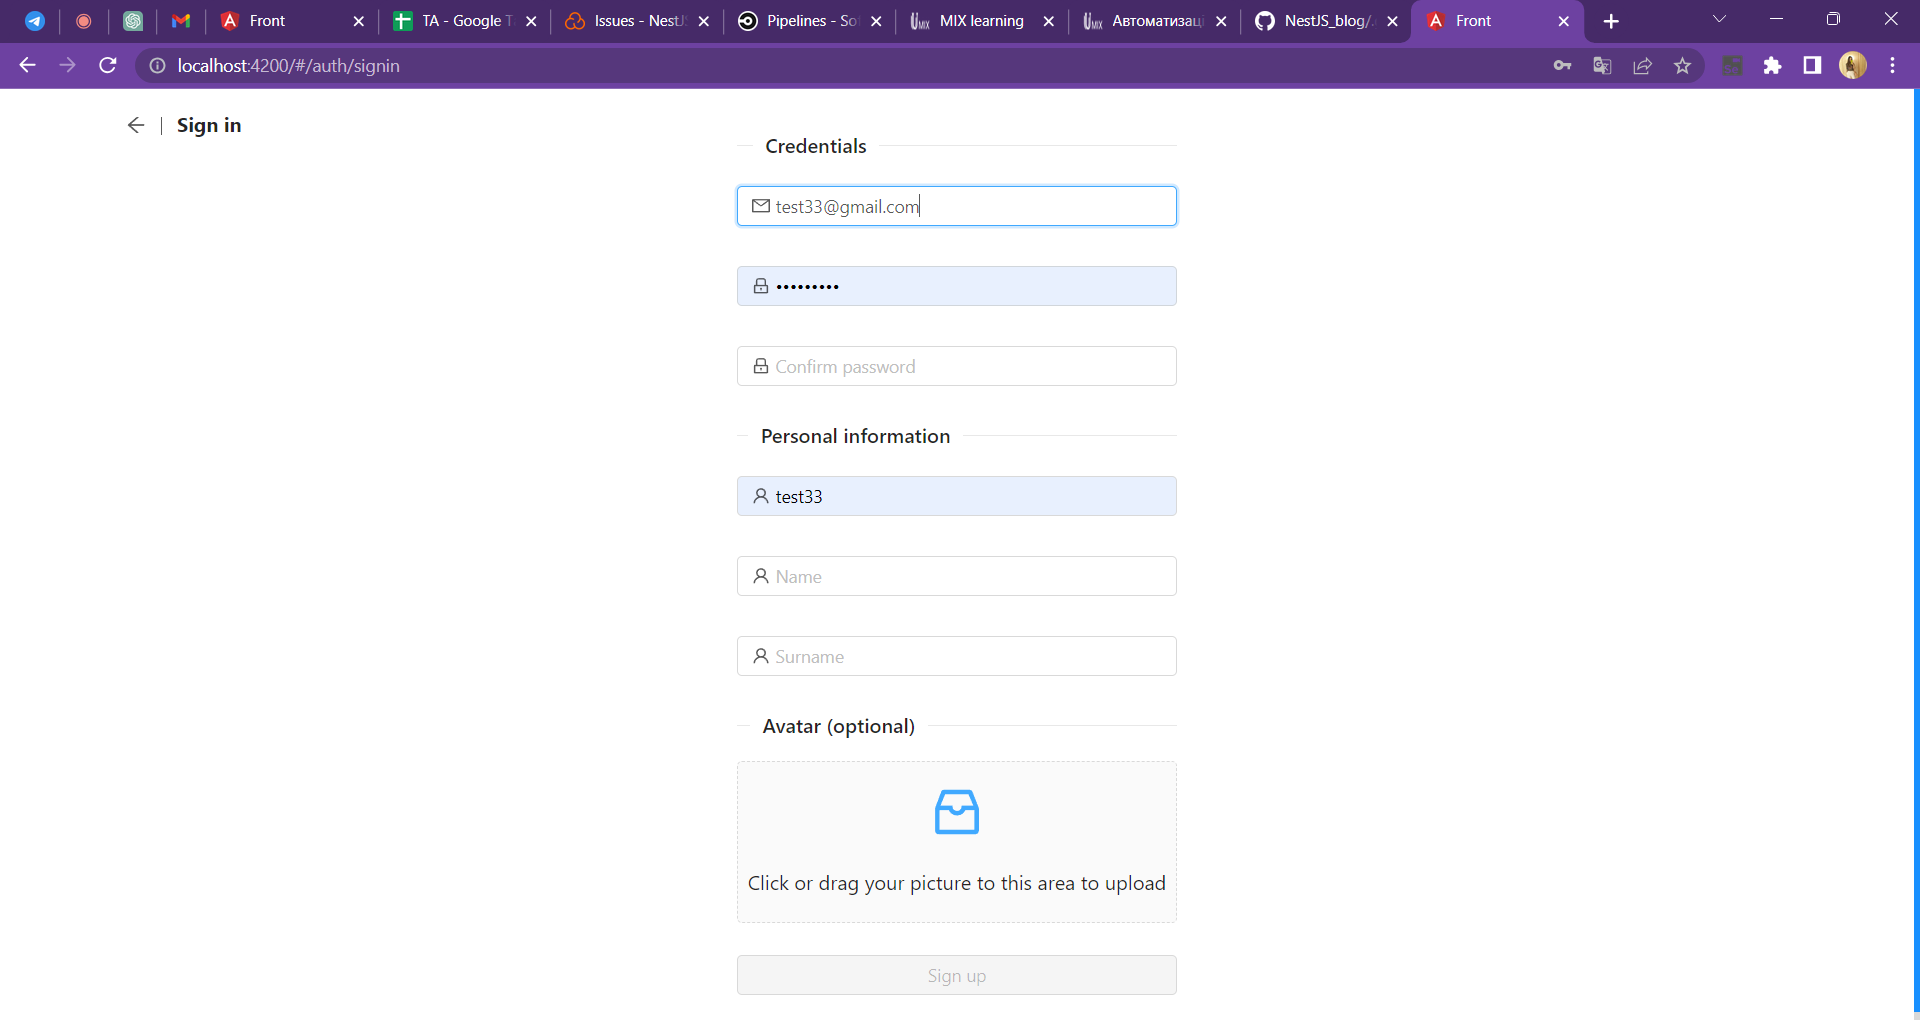 Front
TA - Google T
Issues - NestJS
Pipelines - So
MIX learning
Автоматизаці
NestJS_blog/.
Front
localhost:4200/#/auth/signin
Sign in
Credentials
test33@gmail.com
•••••••••
Confirm password
Personal information
test33
Name
Surname
Avatar (optional)
Click or drag your picture to this area to upload
Sign up